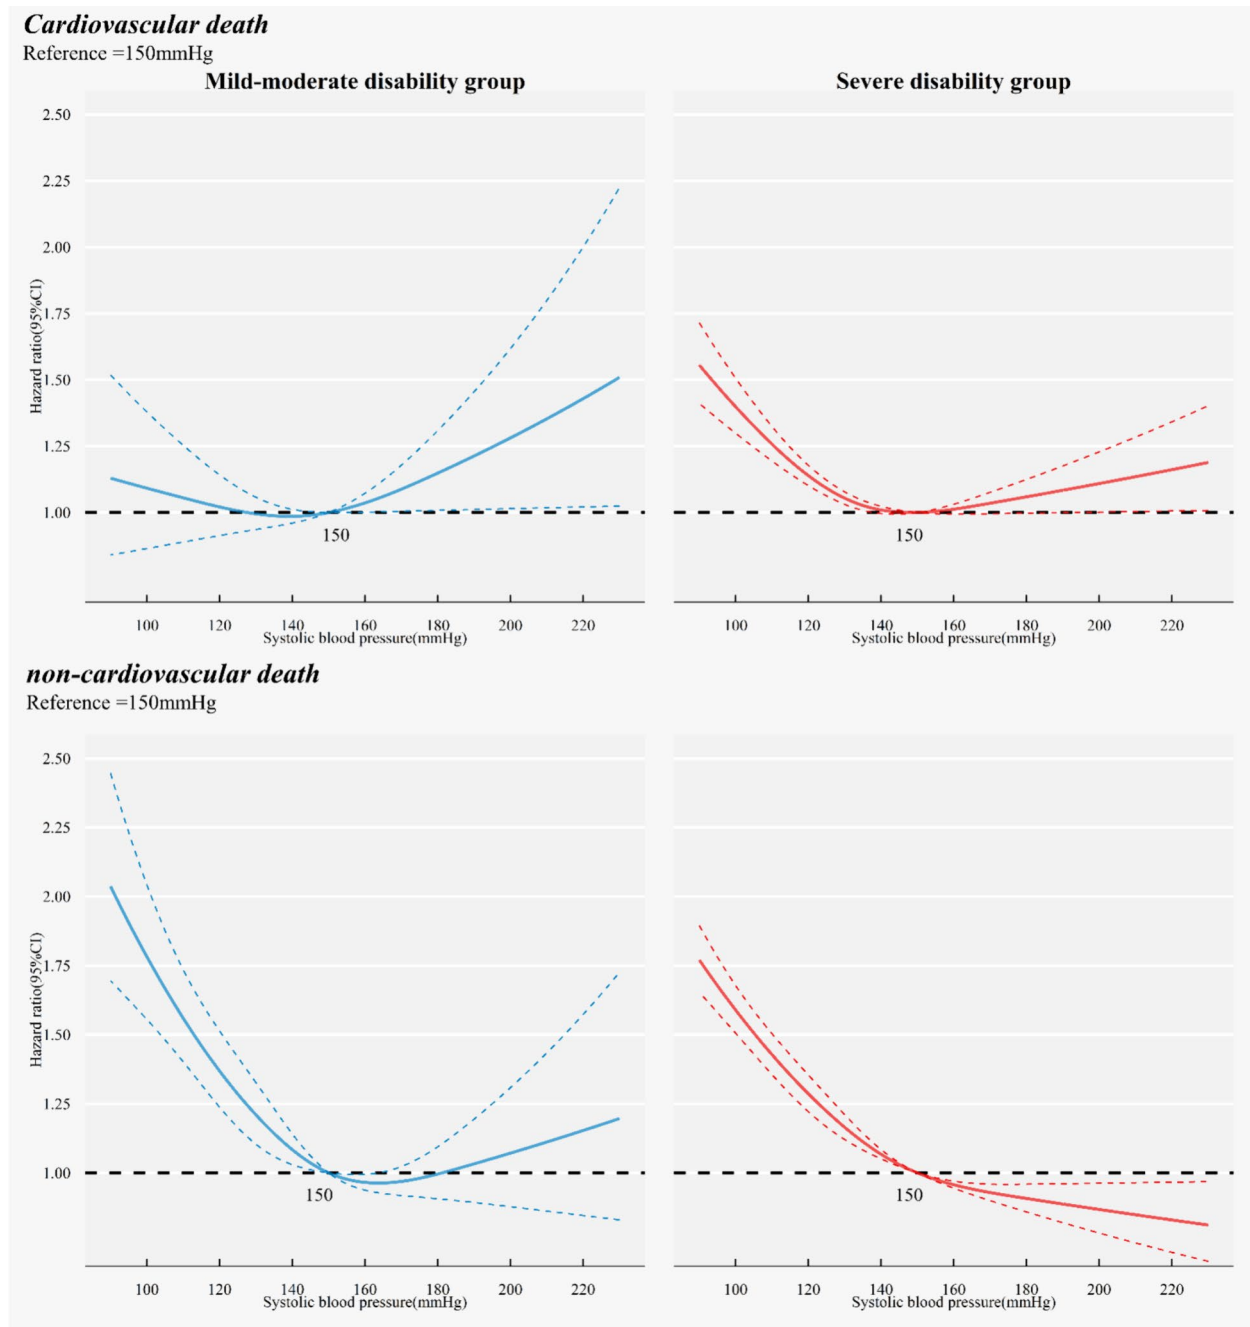 Cardiovascular death
Reference =150mmHg
Mild-moderate disability group
Severe disability group
2.50
2.25
2.00
1.75
1.50
1.25
1.00
Hazard ratio(95%CI)
150
150
100 120 140 160 180 200 220
100 120 140 160 180 200 220
Systolic blood pressure(mmHg)
Systolic blood pressure(mmHg)
non-cardiovascular death
Reference =150mmHg
2.50
2.25
2.00
1.75
1.50
1.25
1.00
Hazard ratio(95%CI)
150
150
100 120 140 160 180 200 220
100 120 140 160 180 200 220
Systolic blood pressure(mmHg)
Systolic blood pressure(mmHg)